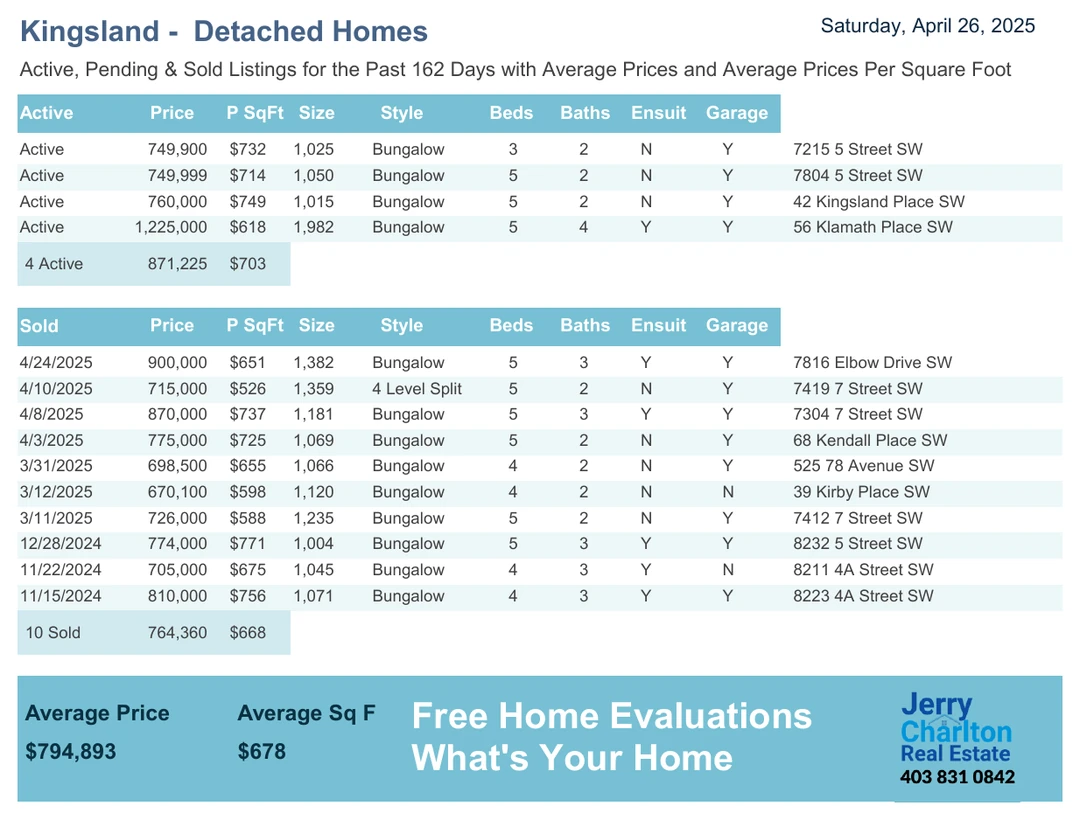 Kingsland - Detached Homes
Saturday, April 26, 2025
Active, Pending & Sold Listings for the Past 162 Days with Average Prices and Average Prices Per Square Foot
Active Price P SqFt Size Style Beds Baths Ensuit Garage
Active 749,900 $732 1,025 Bungalow 3 2 N Y 7215 5 Street SW
Active 749,999 $714 1,050 Bungalow 5 2 N Y 7804 5 Street SW
Active 760,000 $749 1,015 Bungalow 5 2 N Y 42 Kingsland Place SW
Active 1,225,000 $618 1,982 Bungalow 5 4 Y Y 56 Klamath Place SW
4 Active 871,225 $703
Sold Price P SqFt Size Style Beds Baths Ensuit Garage
4/24/2025 900,000 $651 1,382 Bungalow 5 3 Y Y 7816 Elbow Drive SW
4/10/2025 715,000 $526 1,359 4 Level Split 5 2 N Y 7419 7 Street SW
4/8/2025 870,000 $737 1,181 Bungalow 5 3 Y Y 7304 7 Street SW
4/3/2025 775,000 $725 1,069 Bungalow 5 2 N Y 68 Kendall Place SW
3/31/2025 698,500 $655 1,066 Bungalow 4 2 N Y 525 78 Avenue SW
3/12/2025 670,100 $598 1,120 Bungalow 4 2 N N 39 Kirby Place SW
3/11/2025 726,000 $588 1,235 Bungalow 5 2 N Y 7412 7 Street SW
12/28/2024 774,000 $771 1,004 Bungalow 5 3 Y Y 8232 5 Street SW
11/22/2024 705,000 $675 1,045 Bungalow 4 3 Y N 8211 4A Street SW
11/15/2024 810,000 $756 1,071 Bungalow 4 3 Y Y 8223 4A Street SW
10 Sold 764,360 $668
Average Price Average Sq F
$794,893 $678
Free Home Evaluations
What's Your Home
Jerry
Charlton
Real Estate
403 831 0842